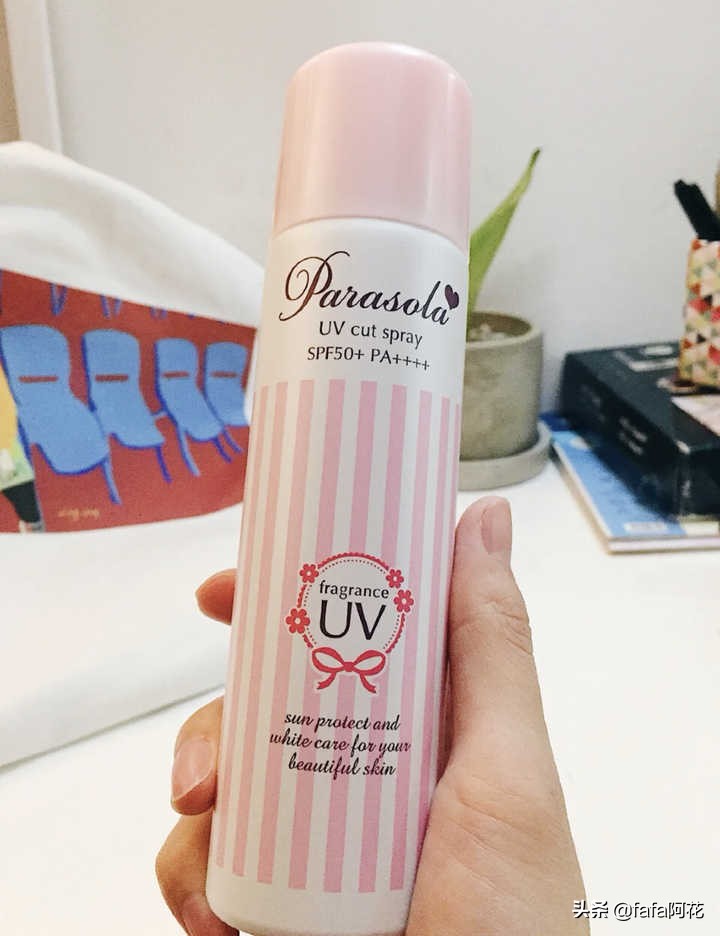 Parasola
UV cut spray
SPF50+ PA++++
fragrance
UV
sun protect and
white care for your
beautiful skin
头条 @fafa阿花